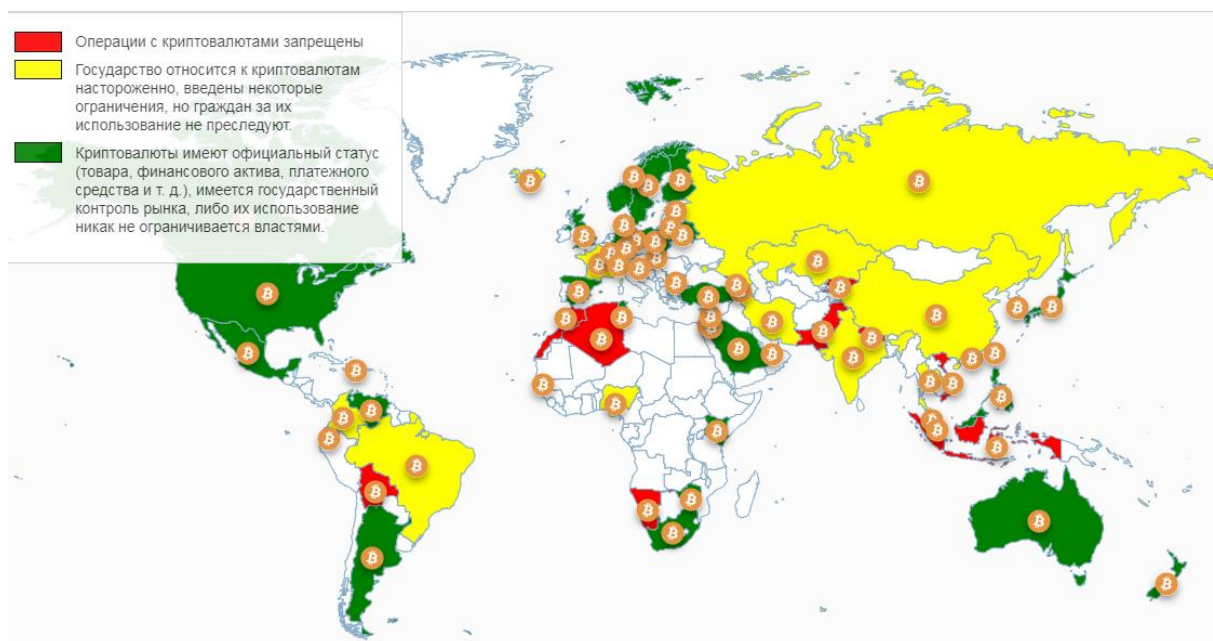 Операции с криптовалютами запрещены
Государство относится к криптовалютам
настороженно, введены некоторые
ограничения, но граждан за их
использование не преследуют.
Криптовалюты имеют официальный статус
(товара, финансового актива, платежного
средства и т. д.), имеется государственный
контроль рынка, либо их использование
никак не ограничивается властями.